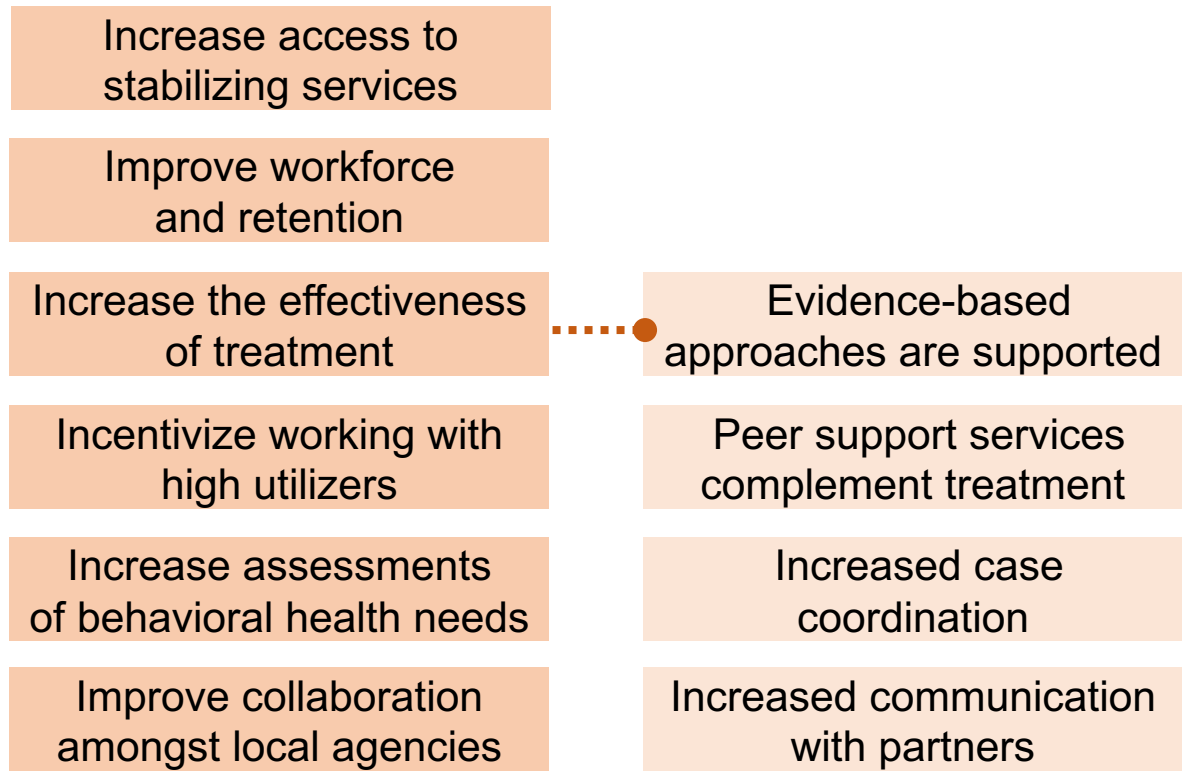 Increase access to
stabilizing services
Improve workforce
and retention
Increase the effectiveness
of treatment
Evidence-based
approaches are supported
Incentivize working with
high utilizers
Peer support services
complement treatment
Increase assessments
of behavioral health needs
Increased case
coordination
Improve collaboration
amongst local agencies
Increased communication
with partners